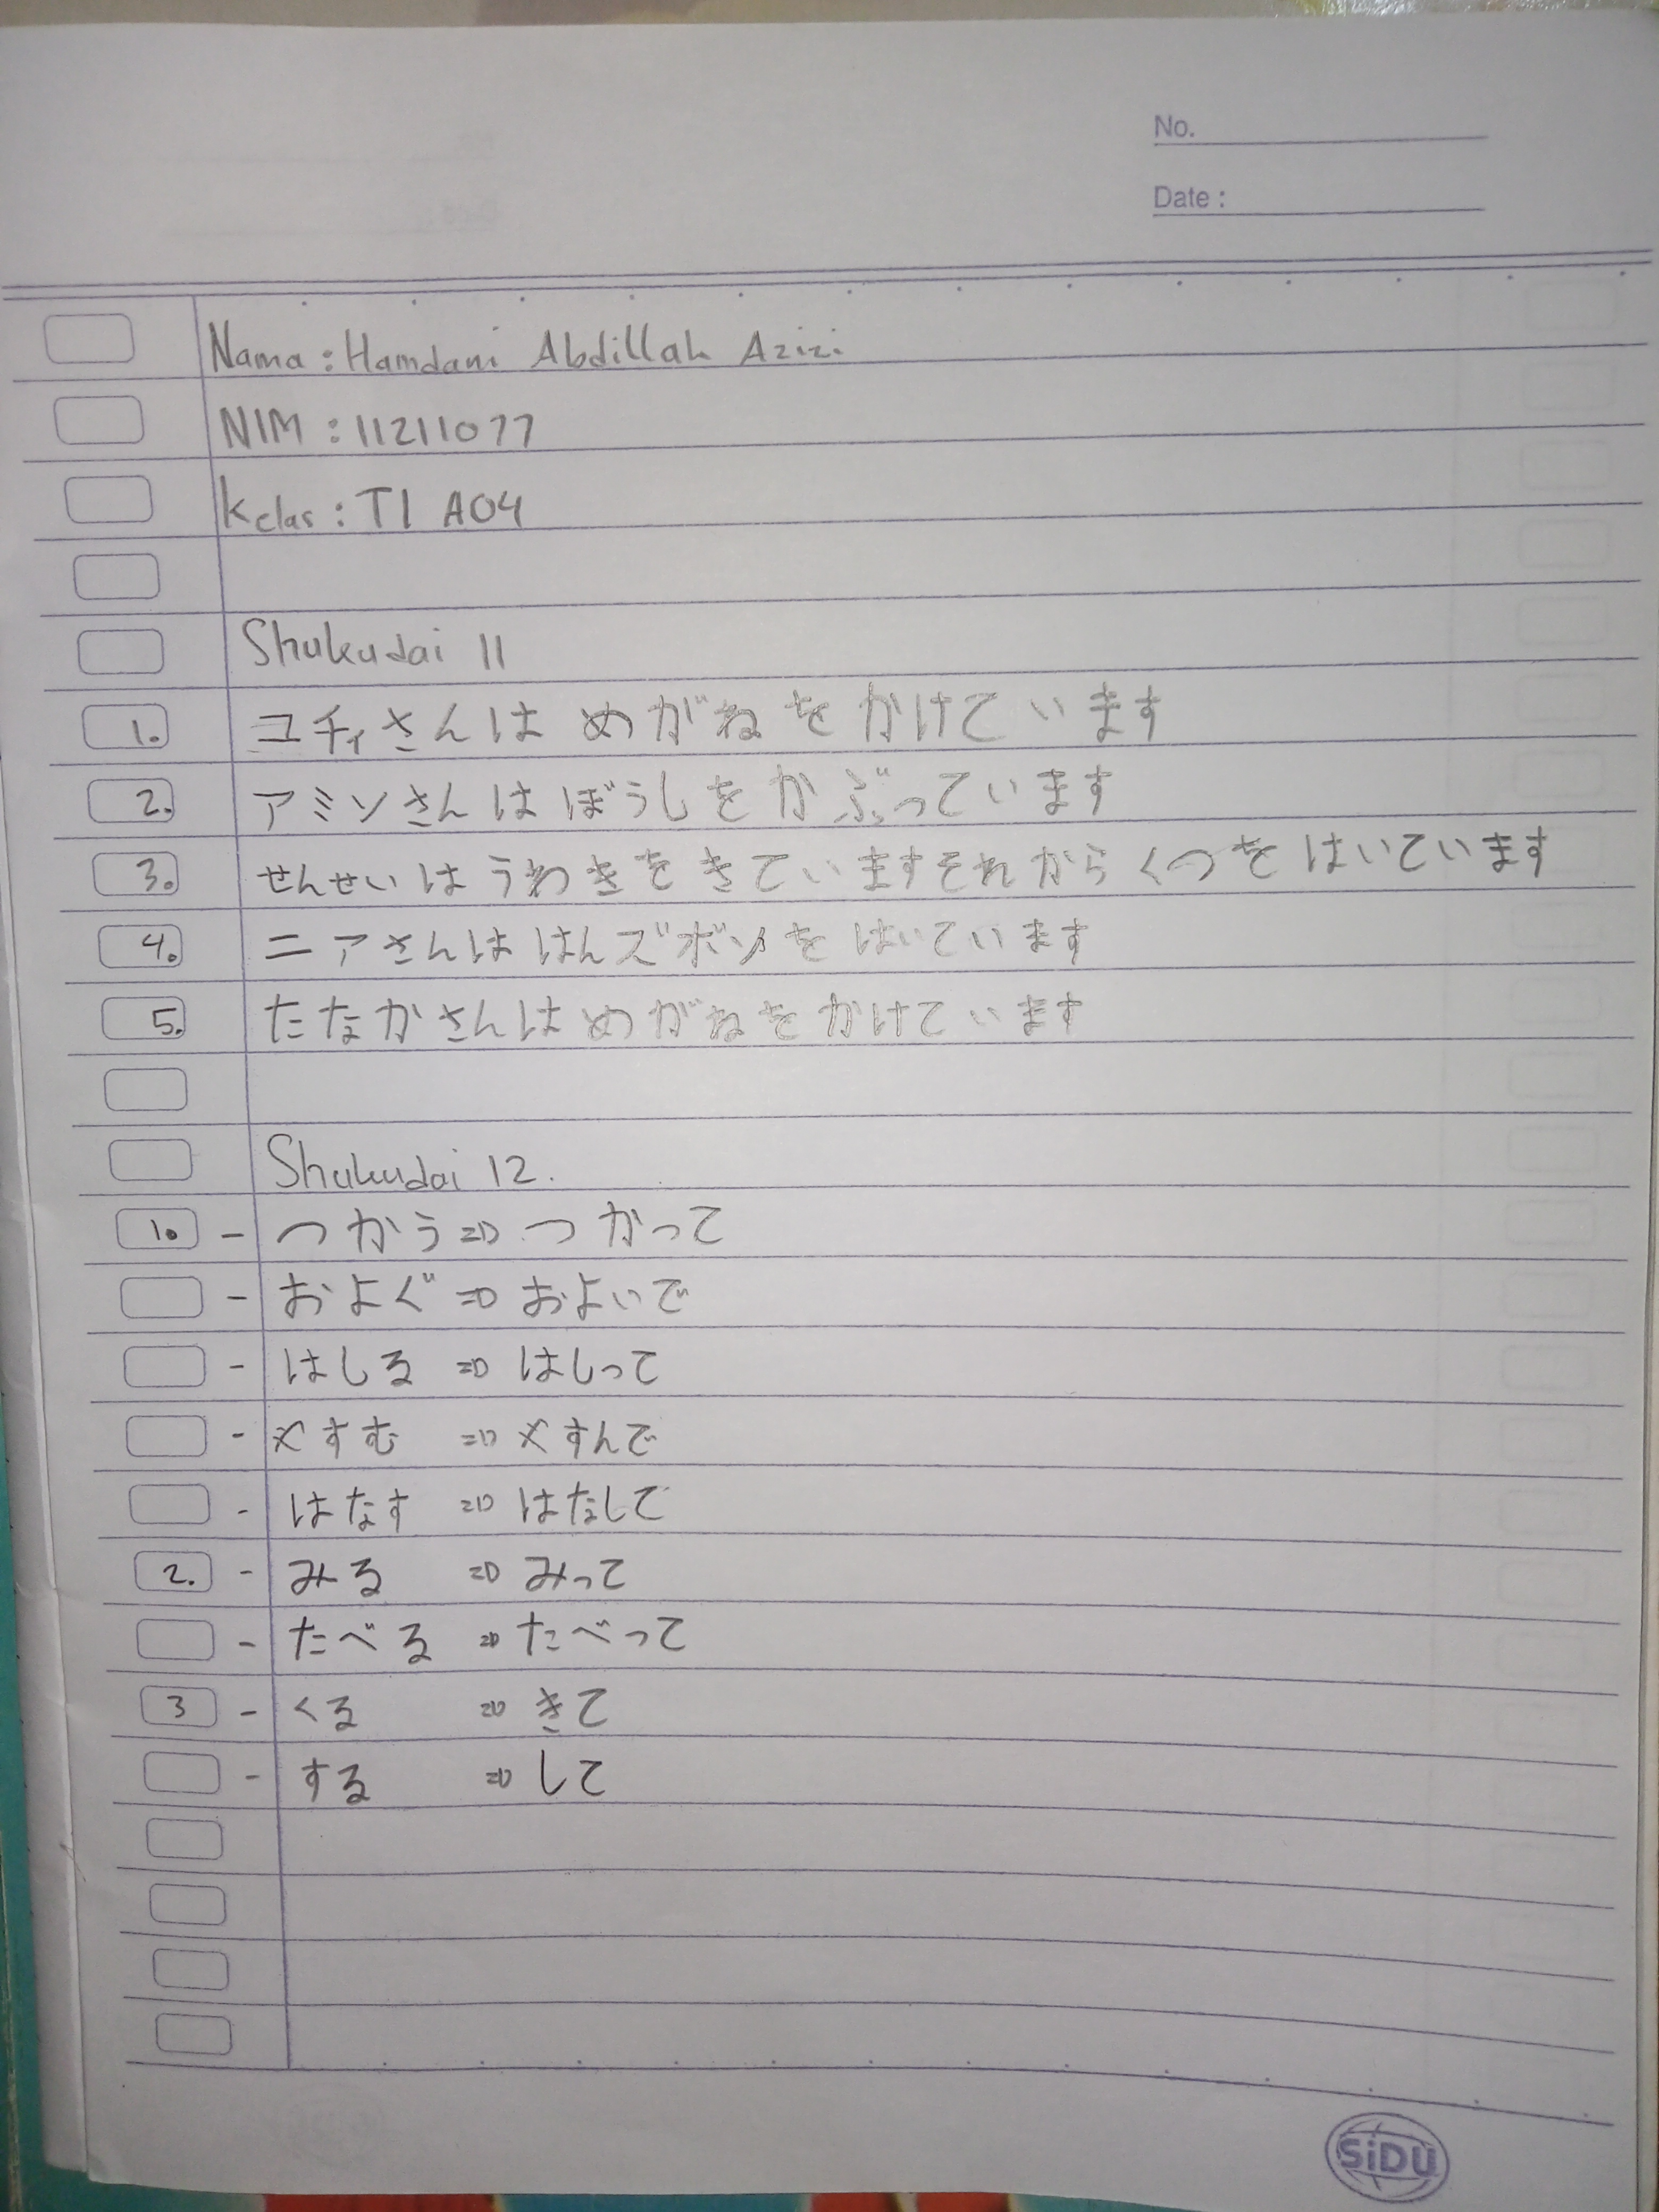 No.
Date :
Nama : Hamdani Abdillah Azizi
NIM : 11211077
Kelas : TI A04
Shukudai 11
1. ユチィさんは めがねを かけています
2. アミンさんは ぼうしを かぶっています
3. せんせいは うわきを きていますそれから くつを はいています
4. ニアさんは はんズボンを はいています
5. たなかさんは めがねを かけています
Shukudai 12.
1. - つかう ⇒ つかって
- およぐ ⇒ およいで
- はしる ⇒ はしって
- やすむ ⇒ やすんで
- はなす ⇒ はなして
2. - みる ⇒ みって
- たべる ⇒ たべって
3 - くる ⇒ きて
- する ⇒ して
SiDU